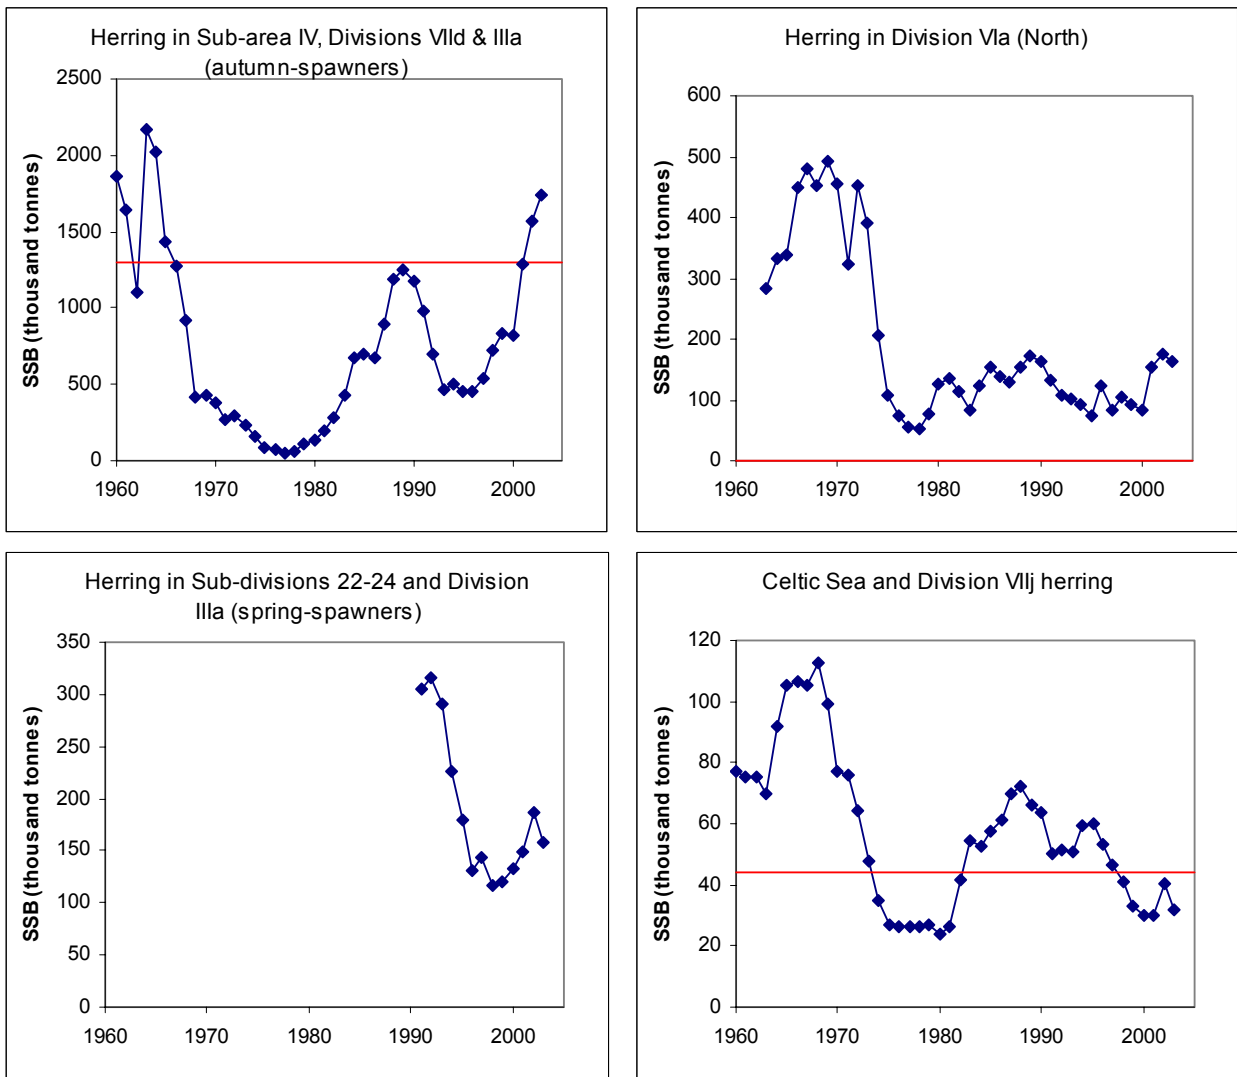 Herring in Sub-area IV, Divisions VIId & IIIa
(autumn-spawners)
SSB (thousand tonnes)
2500
2000
1500
1000
500
0
1960 1970 1980 1990 2000
Herring in Division VIa (North)
SSB (thousand tonnes)
600
500
400
300
200
100
0
1960 1970 1980 1990 2000
Herring in Sub-divisions 22-24 and Division
IIIa (spring-spawners)
SSB (thousand tonnes)
350
300
250
200
150
100
50
0
1960 1970 1980 1990 2000
Celtic Sea and Division VIIj herring
SSB (thousand tonnes)
120
100
80
60
40
20
0
1960 1970 1980 1990 2000